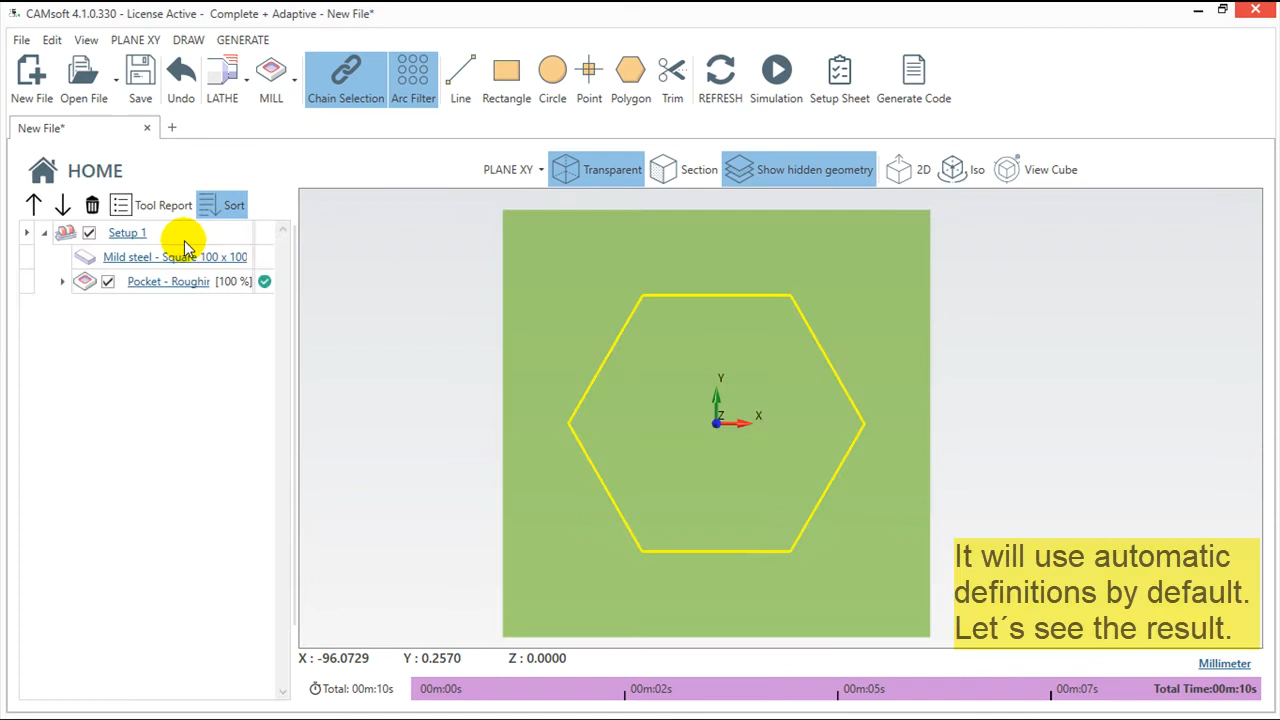 CAMsoft 4.1.0.330 - License Active - Complete + Adaptive - New File*
File Edit View PLANE XY DRAW GENERATE
New File Open File Save Undo LATHE MILL Chain Selection Arc Filter Line Rectangle Circle Point Polygon Trim REFRESH Simulation Setup Sheet Generate Code
New File*
HOME
PLANE XY Transparent Section Show hidden geometry 2D Iso View Cube
Tool Report Sort
Setup 1
Mild steel - Square 100 x 100
Pocket - Roughir [100 %]
Y
Z X
It will use automatic
definitions by default.
Let´s see the result.
X : -96.0729 Y : 0.2570 Z : 0.0000
Millimeter
Total: 00m:10s 00m:00s 00m:02s 00m:05s 00m:07s Total Time:00m:10s